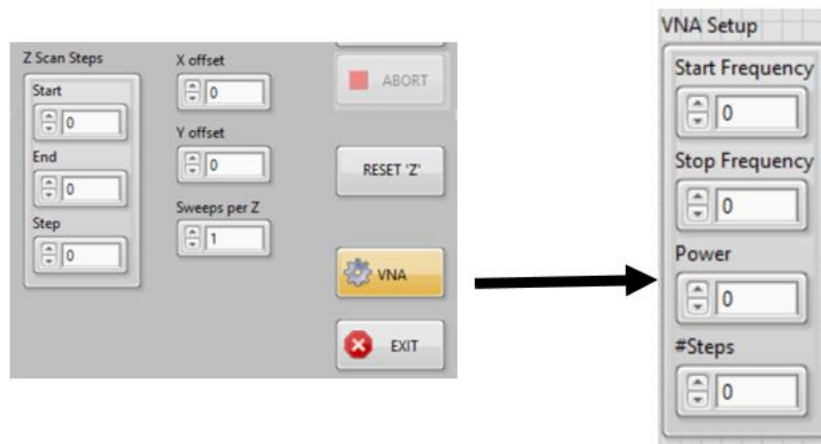 Z Scan Steps
Start
0
End
0
Step
0
X offset
0
Y offset
0
Sweeps per Z
1
ABORT
RESET 'Z'
VNA
EXIT
VNA Setup
Start Frequency
0
Stop Frequency
0
Power
0
#Steps
0